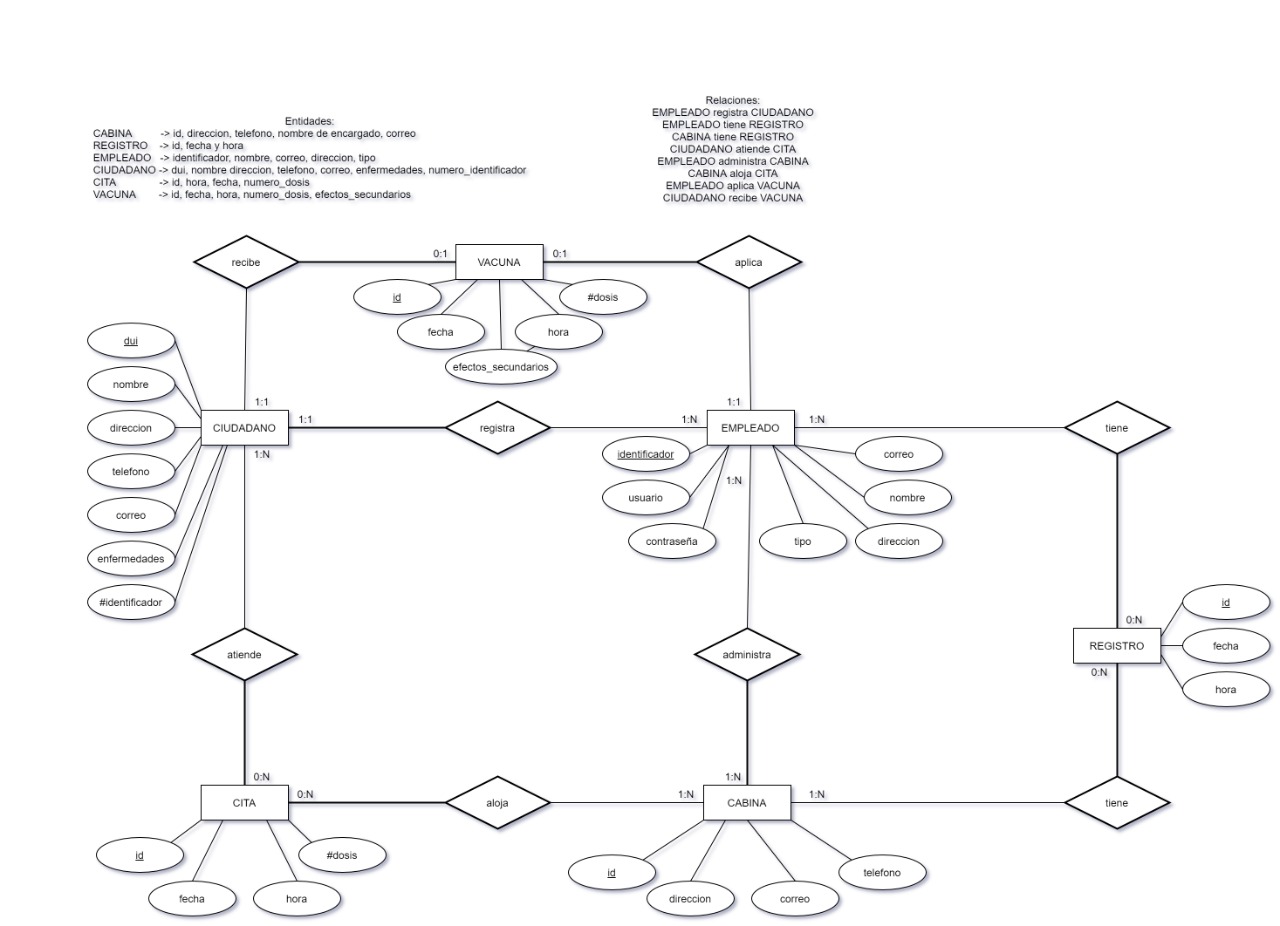 Entidades:
CABINA -> id, direccion, telefono, nombre de encargado, correo
REGISTRO -> id, fecha y hora
EMPLEADO -> identificador, nombre, correo, direccion, tipo
CIUDADANO -> dui, nombre direccion, telefono, correo, enfermedades, numero_identificador
CITA -> id, hora, fecha, numero_dosis
VACUNA -> id, fecha, hora, numero_dosis, efectos_secundarios
Relaciones:
EMPLEADO registra CIUDADANO
EMPLEADO tiene REGISTRO
CABINA tiene REGISTRO
CIUDADANO atiende CITA
EMPLEADO administra CABINA
CABINA aloja CITA
EMPLEADO aplica VACUNA
CIUDADANO recibe VACUNA
recibe
0:1
VACUNA
0:1
aplica
id
#dosis
fecha
hora
efectos_secundarios
dui
nombre
direccion
telefono
correo
enfermedades
#identificador
1:1
CIUDADANO
1:1
1:N
registra
1:1
1:N
EMPLEADO
1:N
1:N
tiene
identificador
usuario
contraseña
tipo
direccion
nombre
correo
atiende
administra
0:N
REGISTRO
0:N
id
fecha
hora
0:N
CITA
0:N
aloja
1:N
1:N
CABINA
1:N
tiene
id
fecha
hora
#dosis
id
direccion
correo
telefono